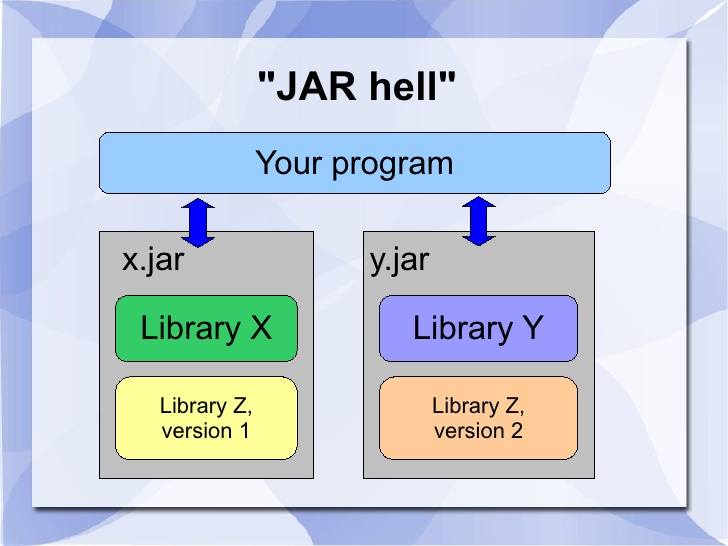 "JAR hell"
Your program
x.jar
y.jar
Library X
Library Y
Library Z,
version 1
Library Z,
version 2